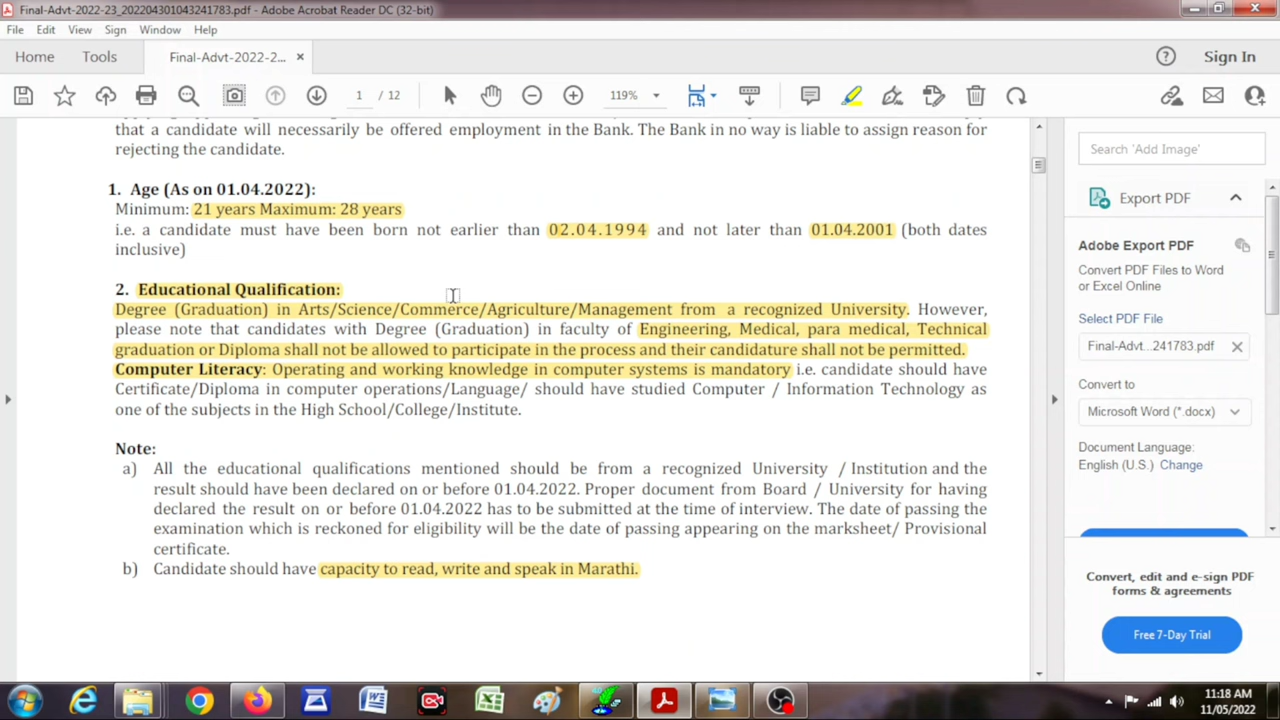 Final-Advt-2022-23_202204301043241783.pdf - Adobe Acrobat Reader DC (32-bit)
File Edit View Sign Window Help
Home Tools Final-Advt-2022-2... × ? Sign In
1 / 12 119%
that a candidate will necessarily be offered employment in the Bank. The Bank in no way is liable to assign reason for
rejecting the candidate.
1. Age (As on 01.04.2022):
Minimum: 21 years Maximum: 28 years
i.e. a candidate must have been born not earlier than 02.04.1994 and not later than 01.04.2001 (both dates
inclusive)
2. Educational Qualification:
Degree (Graduation) in Arts/Science/Commerce/Agriculture/Management from a recognized University. However,
please note that candidates with Degree (Graduation) in faculty of Engineering, Medical, para medical, Technical
graduation or Diploma shall not be allowed to participate in the process and their candidature shall not be permitted.
Computer Literacy: Operating and working knowledge in computer systems is mandatory i.e. candidate should have
Certificate/Diploma in computer operations/Language/ should have studied Computer / Information Technology as
one of the subjects in the High School/College/Institute.
Note:
a) All the educational qualifications mentioned should be from a recognized University / Institution and the
result should have been declared on or before 01.04.2022. Proper document from Board / University for having
declared the result on or before 01.04.2022 has to be submitted at the time of interview. The date of passing the
examination which is reckoned for eligibility will be the date of passing appearing on the marksheet/ Provisional
certificate.
b) Candidate should have capacity to read, write and speak in Marathi.
Search 'Add Image'
Export PDF
Adobe Export PDF
Convert PDF Files to Word
or Excel Online
Select PDF File
Final-Advt...241783.pdf
Convert to
Microsoft Word (*.docx)
Document Language:
English (U.S.) Change
Convert, edit and e-sign PDF
forms & agreements
Free 7-Day Trial
11:18 AM
11/05/2022